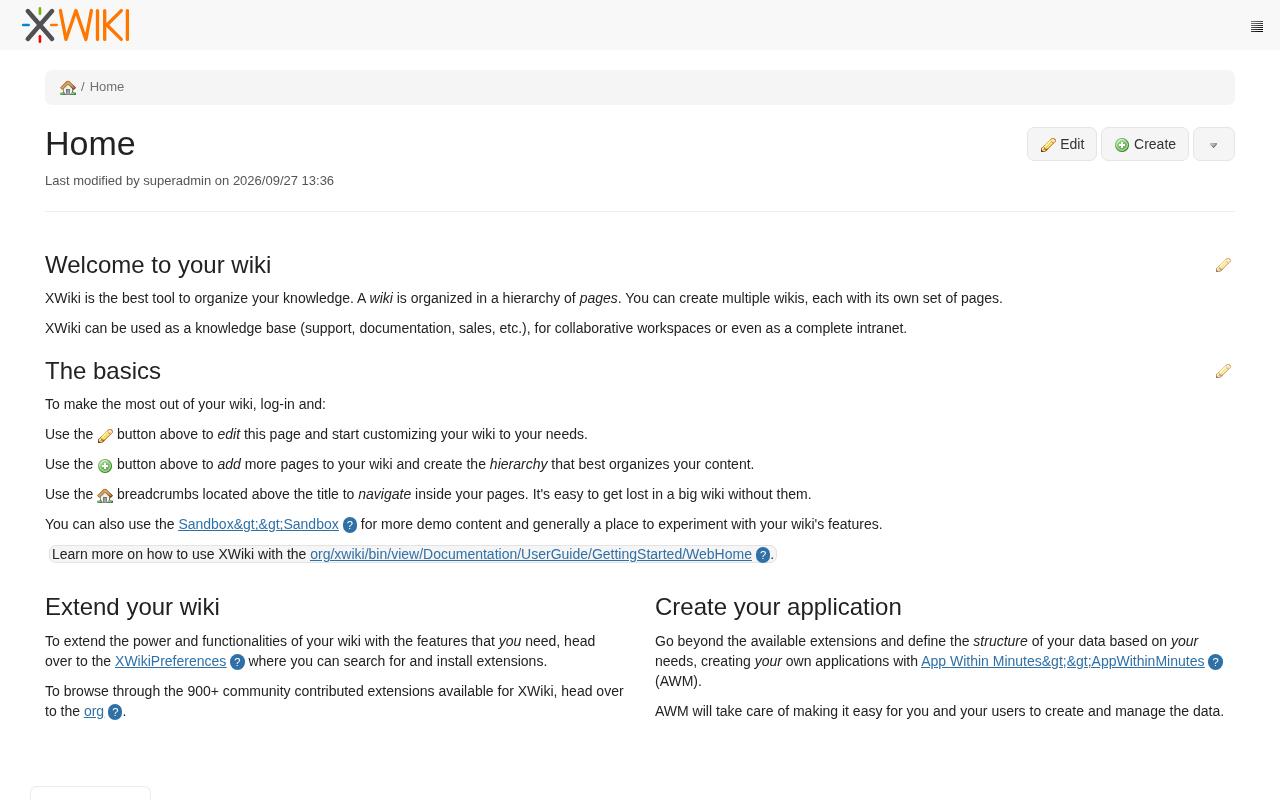 XWIKI
/ Home
Home
Edit
Create
Last modified by superadmin on 2026/09/27 13:36
Welcome to your wiki
XWiki is the best tool to organize your knowledge. A wiki is organized in a hierarchy of pages. You can create multiple wikis, each with its own set of pages.
XWiki can be used as a knowledge base (support, documentation, sales, etc.), for collaborative workspaces or even as a complete intranet.
The basics
To make the most out of your wiki, log-in and:
Use the button above to edit this page and start customizing your wiki to your needs.
Use the button above to add more pages to your wiki and create the hierarchy that best organizes your content.
Use the breadcrumbs located above the title to navigate inside your pages. It's easy to get lost in a big wiki without them.
You can also use the Sandbox&gt;&gt;Sandbox ? for more demo content and generally a place to experiment with your wiki's features.
Learn more on how to use XWiki with the org/xwiki/bin/view/Documentation/UserGuide/GettingStarted/WebHome ?.
Extend your wiki
To extend the power and functionalities of your wiki with the features that you need, head
over to the XWikiPreferences ? where you can search for and install extensions.
To browse through the 900+ community contributed extensions available for XWiki, head over
to the org ?.
Create your application
Go beyond the available extensions and define the structure of your data based on your
needs, creating your own applications with App Within Minutes&gt;&gt;AppWithinMinutes ?
(AWM).
AWM will take care of making it easy for you and your users to create and manage the data.